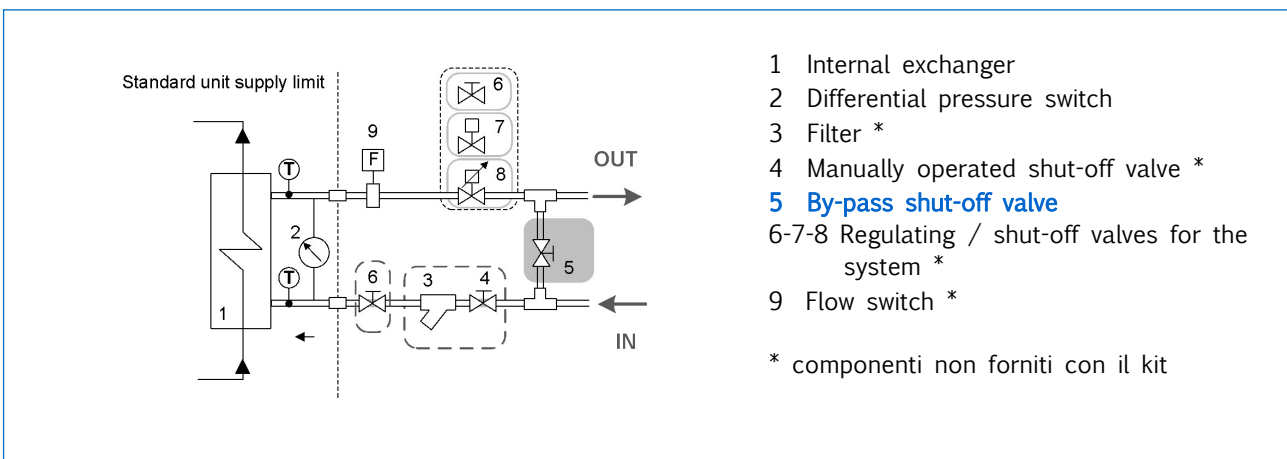 Standard unit supply limit
6
7
8
9
F
OUT
T
2
5
T
6
3
4
1
IN
1 Internal exchanger
2 Differential pressure switch
3 Filter *
4 Manually operated shut-off valve *
5 By-pass shut-off valve
6-7-8 Regulating / shut-off valves for the
system *
9 Flow switch *
* componenti non forniti con il kit